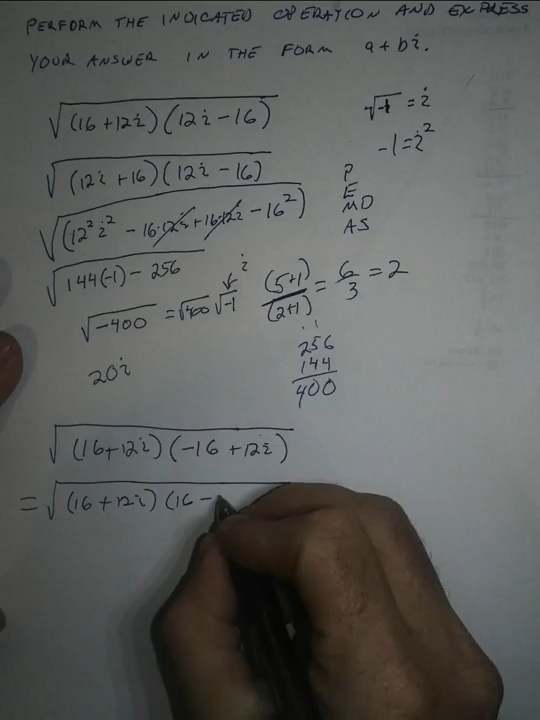 PERFORM THE INDICATED OPERATION AND EXPRESS
YOUR ANSWER IN THE FORM a+bi.
√(16+12i)(12i-16)
√-1 = i
-1 = i²
√(12i+16)(12i-16)
P
E
MD
AS
√(12²i² - 16·12i + 16·12i - 16²)
√144(-1) - 256
√-400 = √400 √-1
i
(5+1)/(2+1) = 6/3 = 2
20i
256
144
400
√(16+12i)(-16+12i)
= √(16+12i)(16-